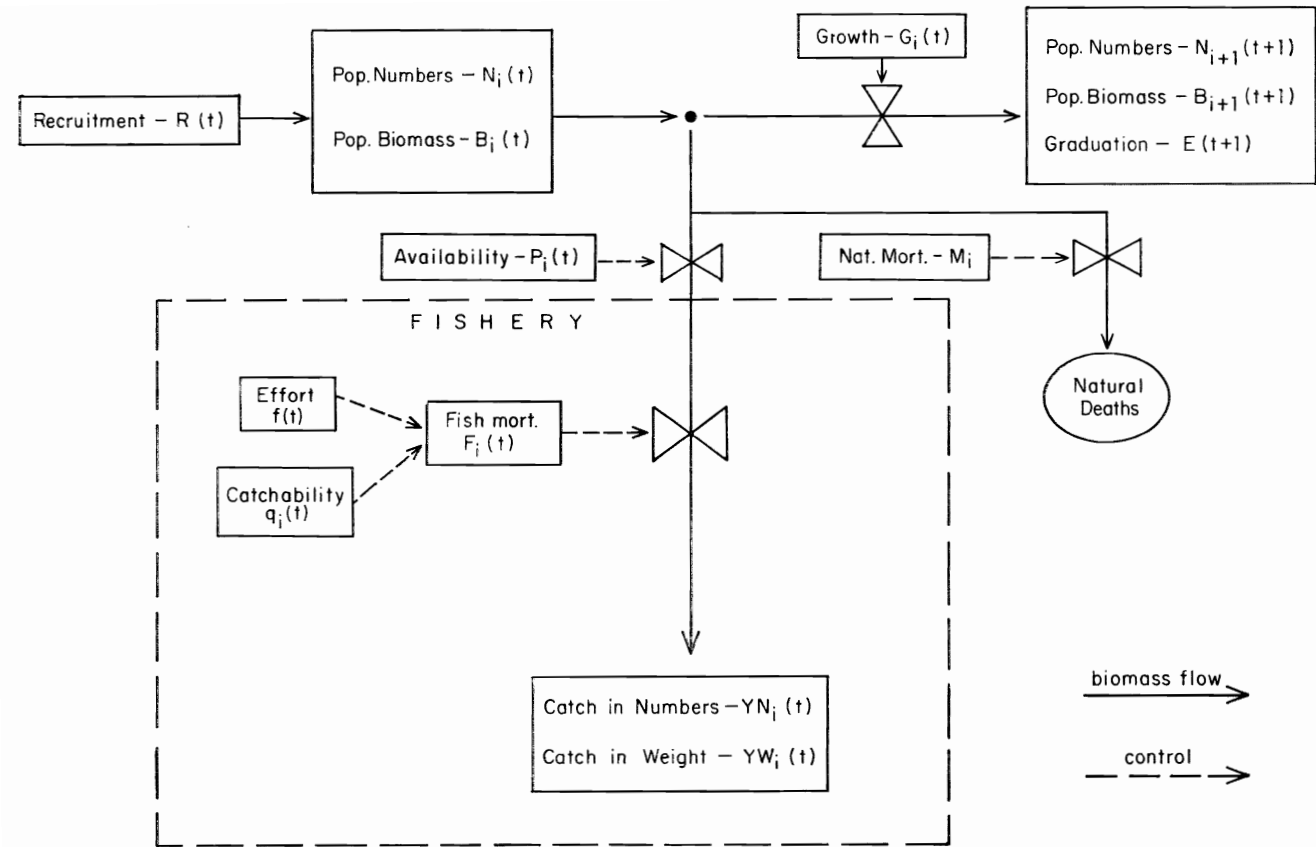 Growth – G_i(t)
Pop. Numbers – N_i(t)
Pop. Biomass – B_i(t)
Recruitment – R(t)
Pop. Numbers – N_{i+1}(t+1)
Pop. Biomass – B_{i+1}(t+1)
Graduation – E(t+1)
Availability – P_i(t)
Nat. Mort. – M_i
FISHERY
Effort
f(t)
Fish mort.
F_i(t)
Catchability
q_i(t)
Natural
Deaths
Catch in Numbers – YN_i(t)
Catch in Weight – YW_i(t)
biomass flow
control